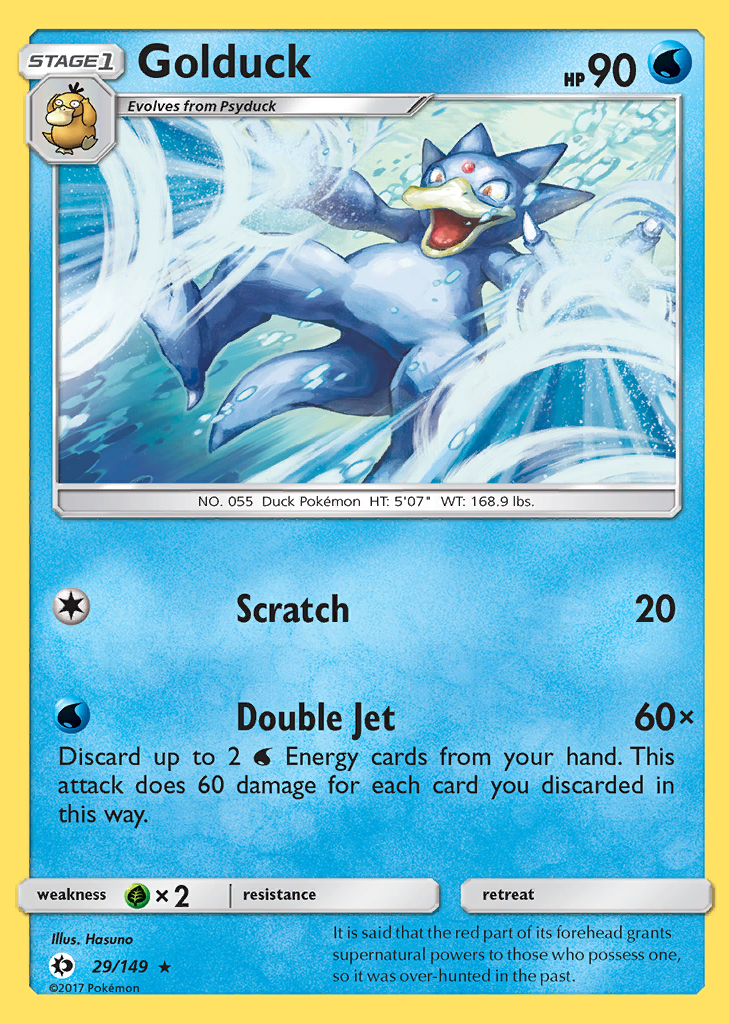 STAGE1
Golduck
HP 90
Evolves from Psyduck
NO. 055 Duck Pokémon HT: 5'07" WT: 168.9 lbs.
Scratch 20
Double Jet 60×
Discard up to 2 Energy cards from your hand. This
attack does 60 damage for each card you discarded in
this way.
weakness × 2 resistance retreat
Illus. Hasuno
29/149 ★
©2017 Pokémon
It is said that the red part of its forehead grants
supernatural powers to those who possess one,
so it was over-hunted in the past.